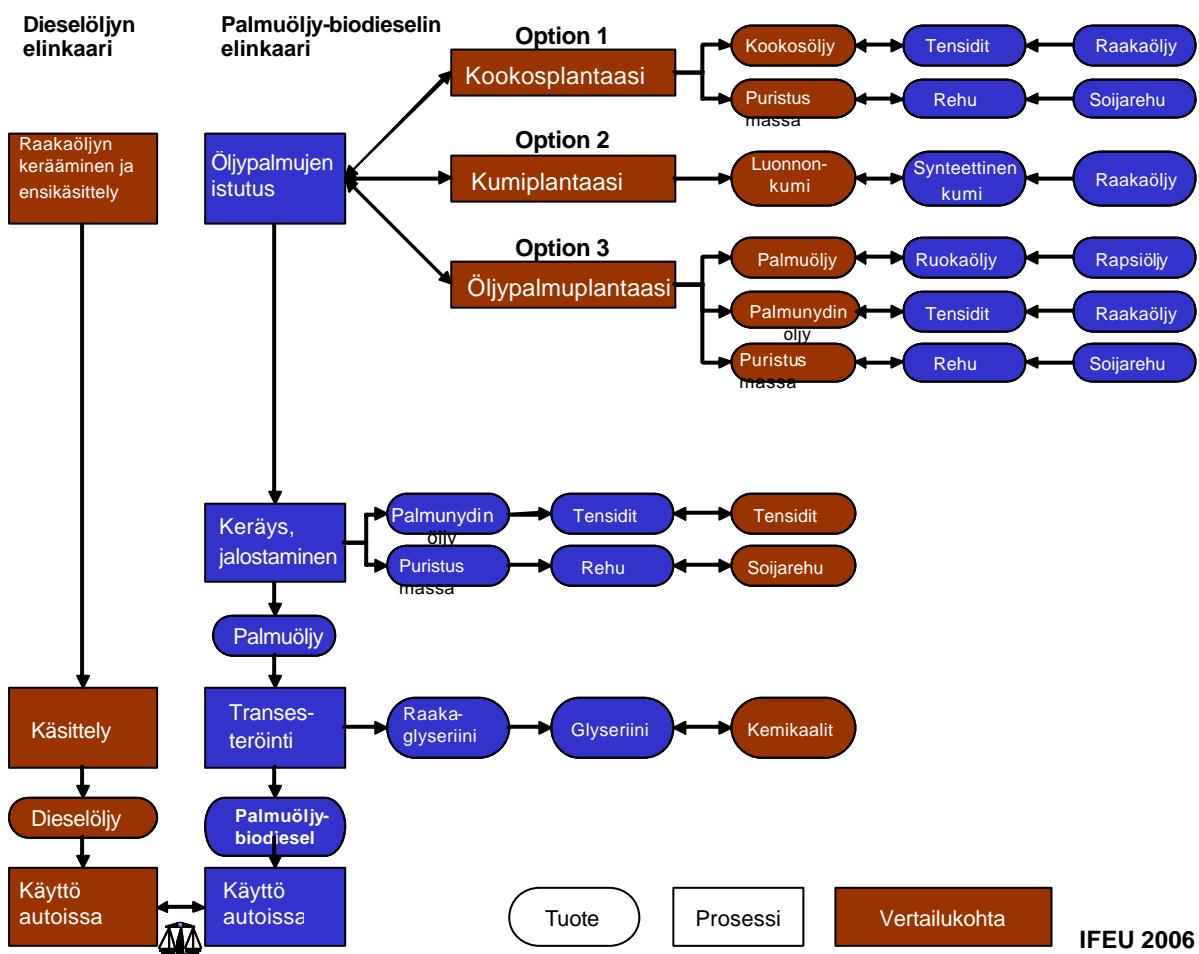 Dieselöljyn
elinkaari
Palmuöljy-biodieselin
elinkaari
Option 1
Kookosplantaasi
Kookosöljy
Tensidit
Raakaöljy
Puristus
massa
Rehu
Soijarehu
Raakaöljyn
kerääminen ja
ensikäsittely
Öljypalmujen
istutus
Option 2
Kumiplantaasi
Luonnon-
kumi
Synteettinen
kumi
Raakaöljy
Option 3
Öljypalmuplantaasi
Palmuöljy
Ruokaöljy
Rapsiöljy
Palmunydin
öljy
Tensidit
Raakaöljy
Puristus
massa
Rehu
Soijarehu
Keräys,
jalostaminen
Palmunydin
öljy
Tensidit
Tensidit
Puristus
massa
Rehu
Soijarehu
Palmuöljy
Käsittely
Transes-
teröinti
Raaka-
glyseriini
Glyseriini
Kemikaalit
Dieselöljy
Palmuöljy-
biodiesel
Käyttö
autoissa
Käyttö
autoissa
Tuote
Prosessi
Vertailukohta
IFEU 2006